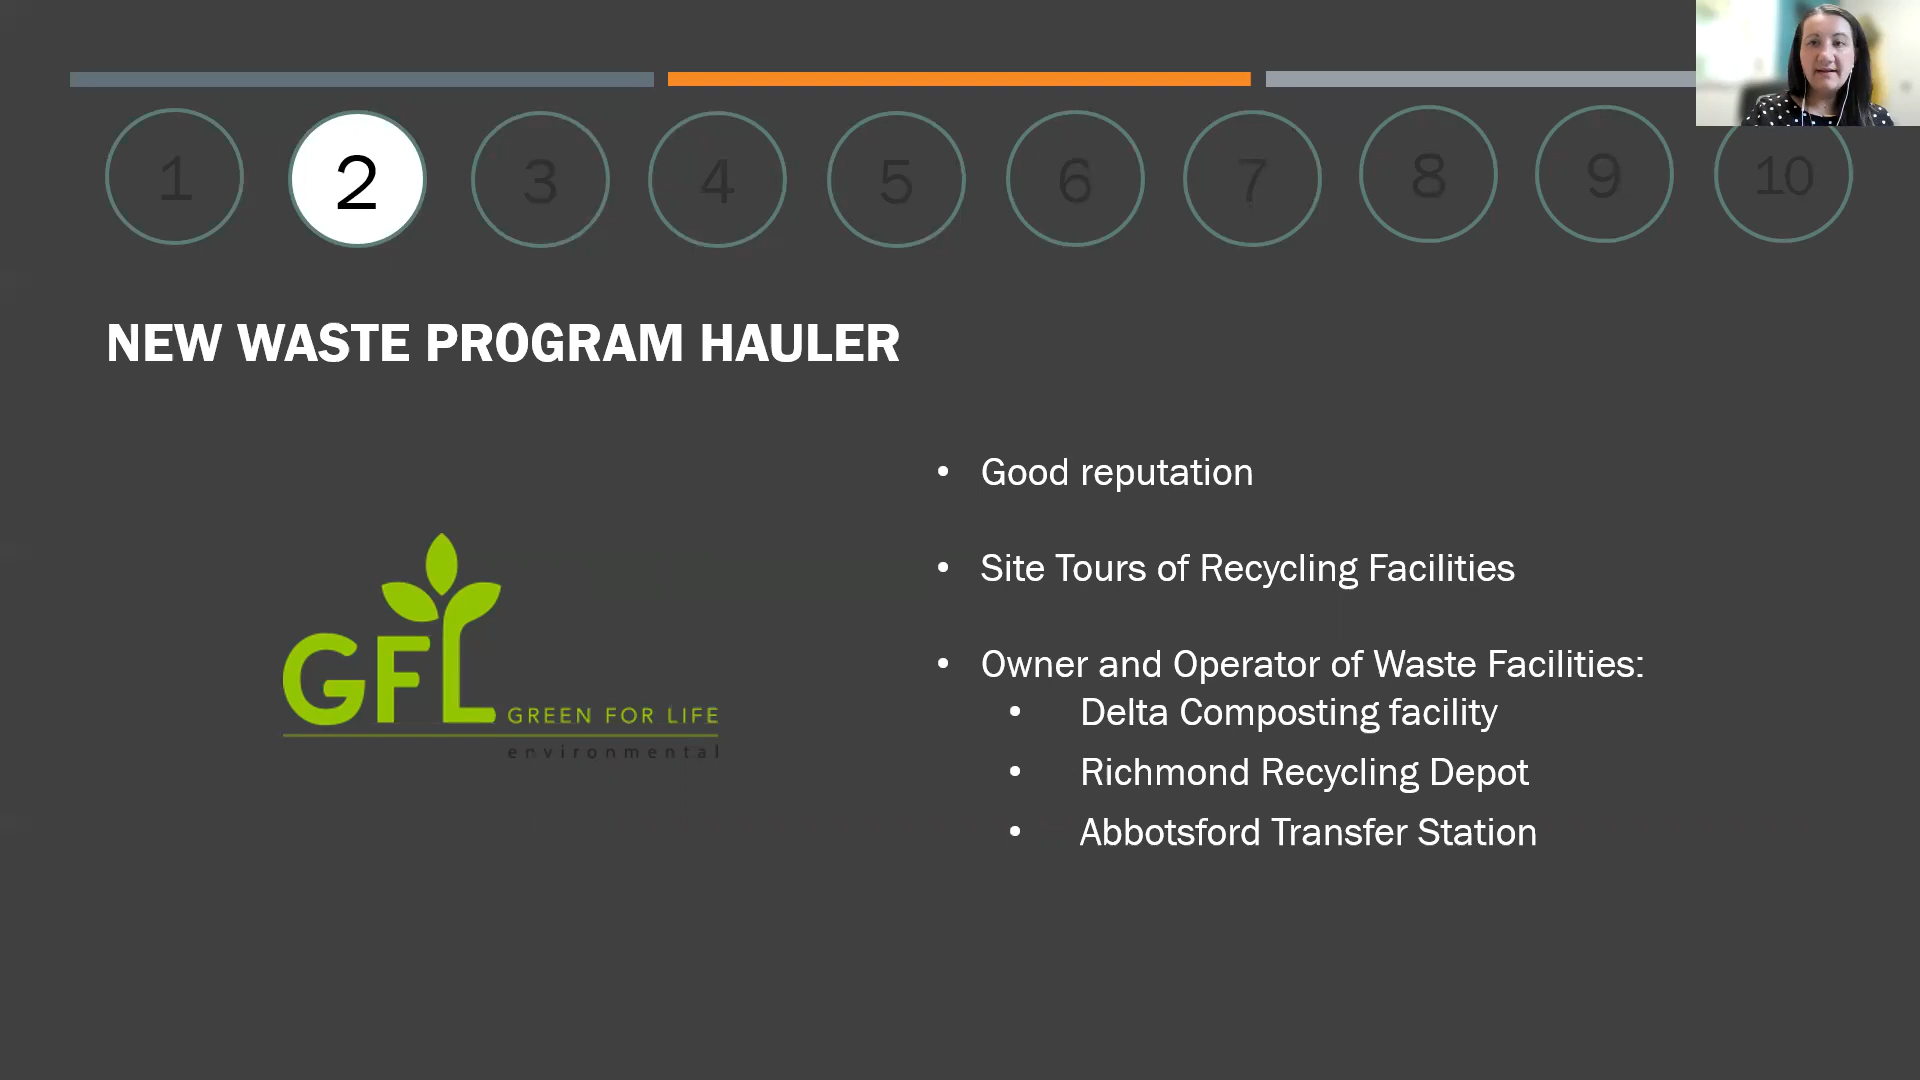 1 2 3 4 5 6 7 8 9 10
NEW WASTE PROGRAM HAULER
• Good reputation
• Site Tours of Recycling Facilities
• Owner and Operator of Waste Facilities:
• Delta Composting facility
• Richmond Recycling Depot
• Abbotsford Transfer Station
GFL GREEN FOR LIFE
environmental